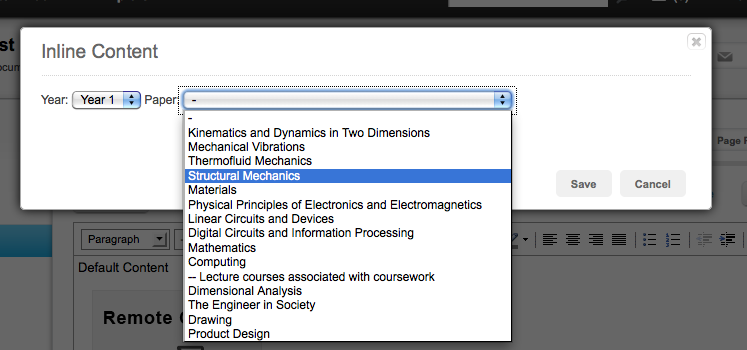 st
ocur
Inline Content
Year: Year 1 Paper: -
-
Kinematics and Dynamics in Two Dimensions
Mechanical Vibrations
Thermofluid Mechanics
Structural Mechanics
Materials
Physical Principles of Electronics and Electromagnetics
Linear Circuits and Devices
Digital Circuits and Information Processing
Mathematics
Computing
-- Lecture courses associated with coursework
Dimensional Analysis
The Engineer in Society
Drawing
Product Design
Save Cancel
Page P
Paragraph
Default Content
Remote